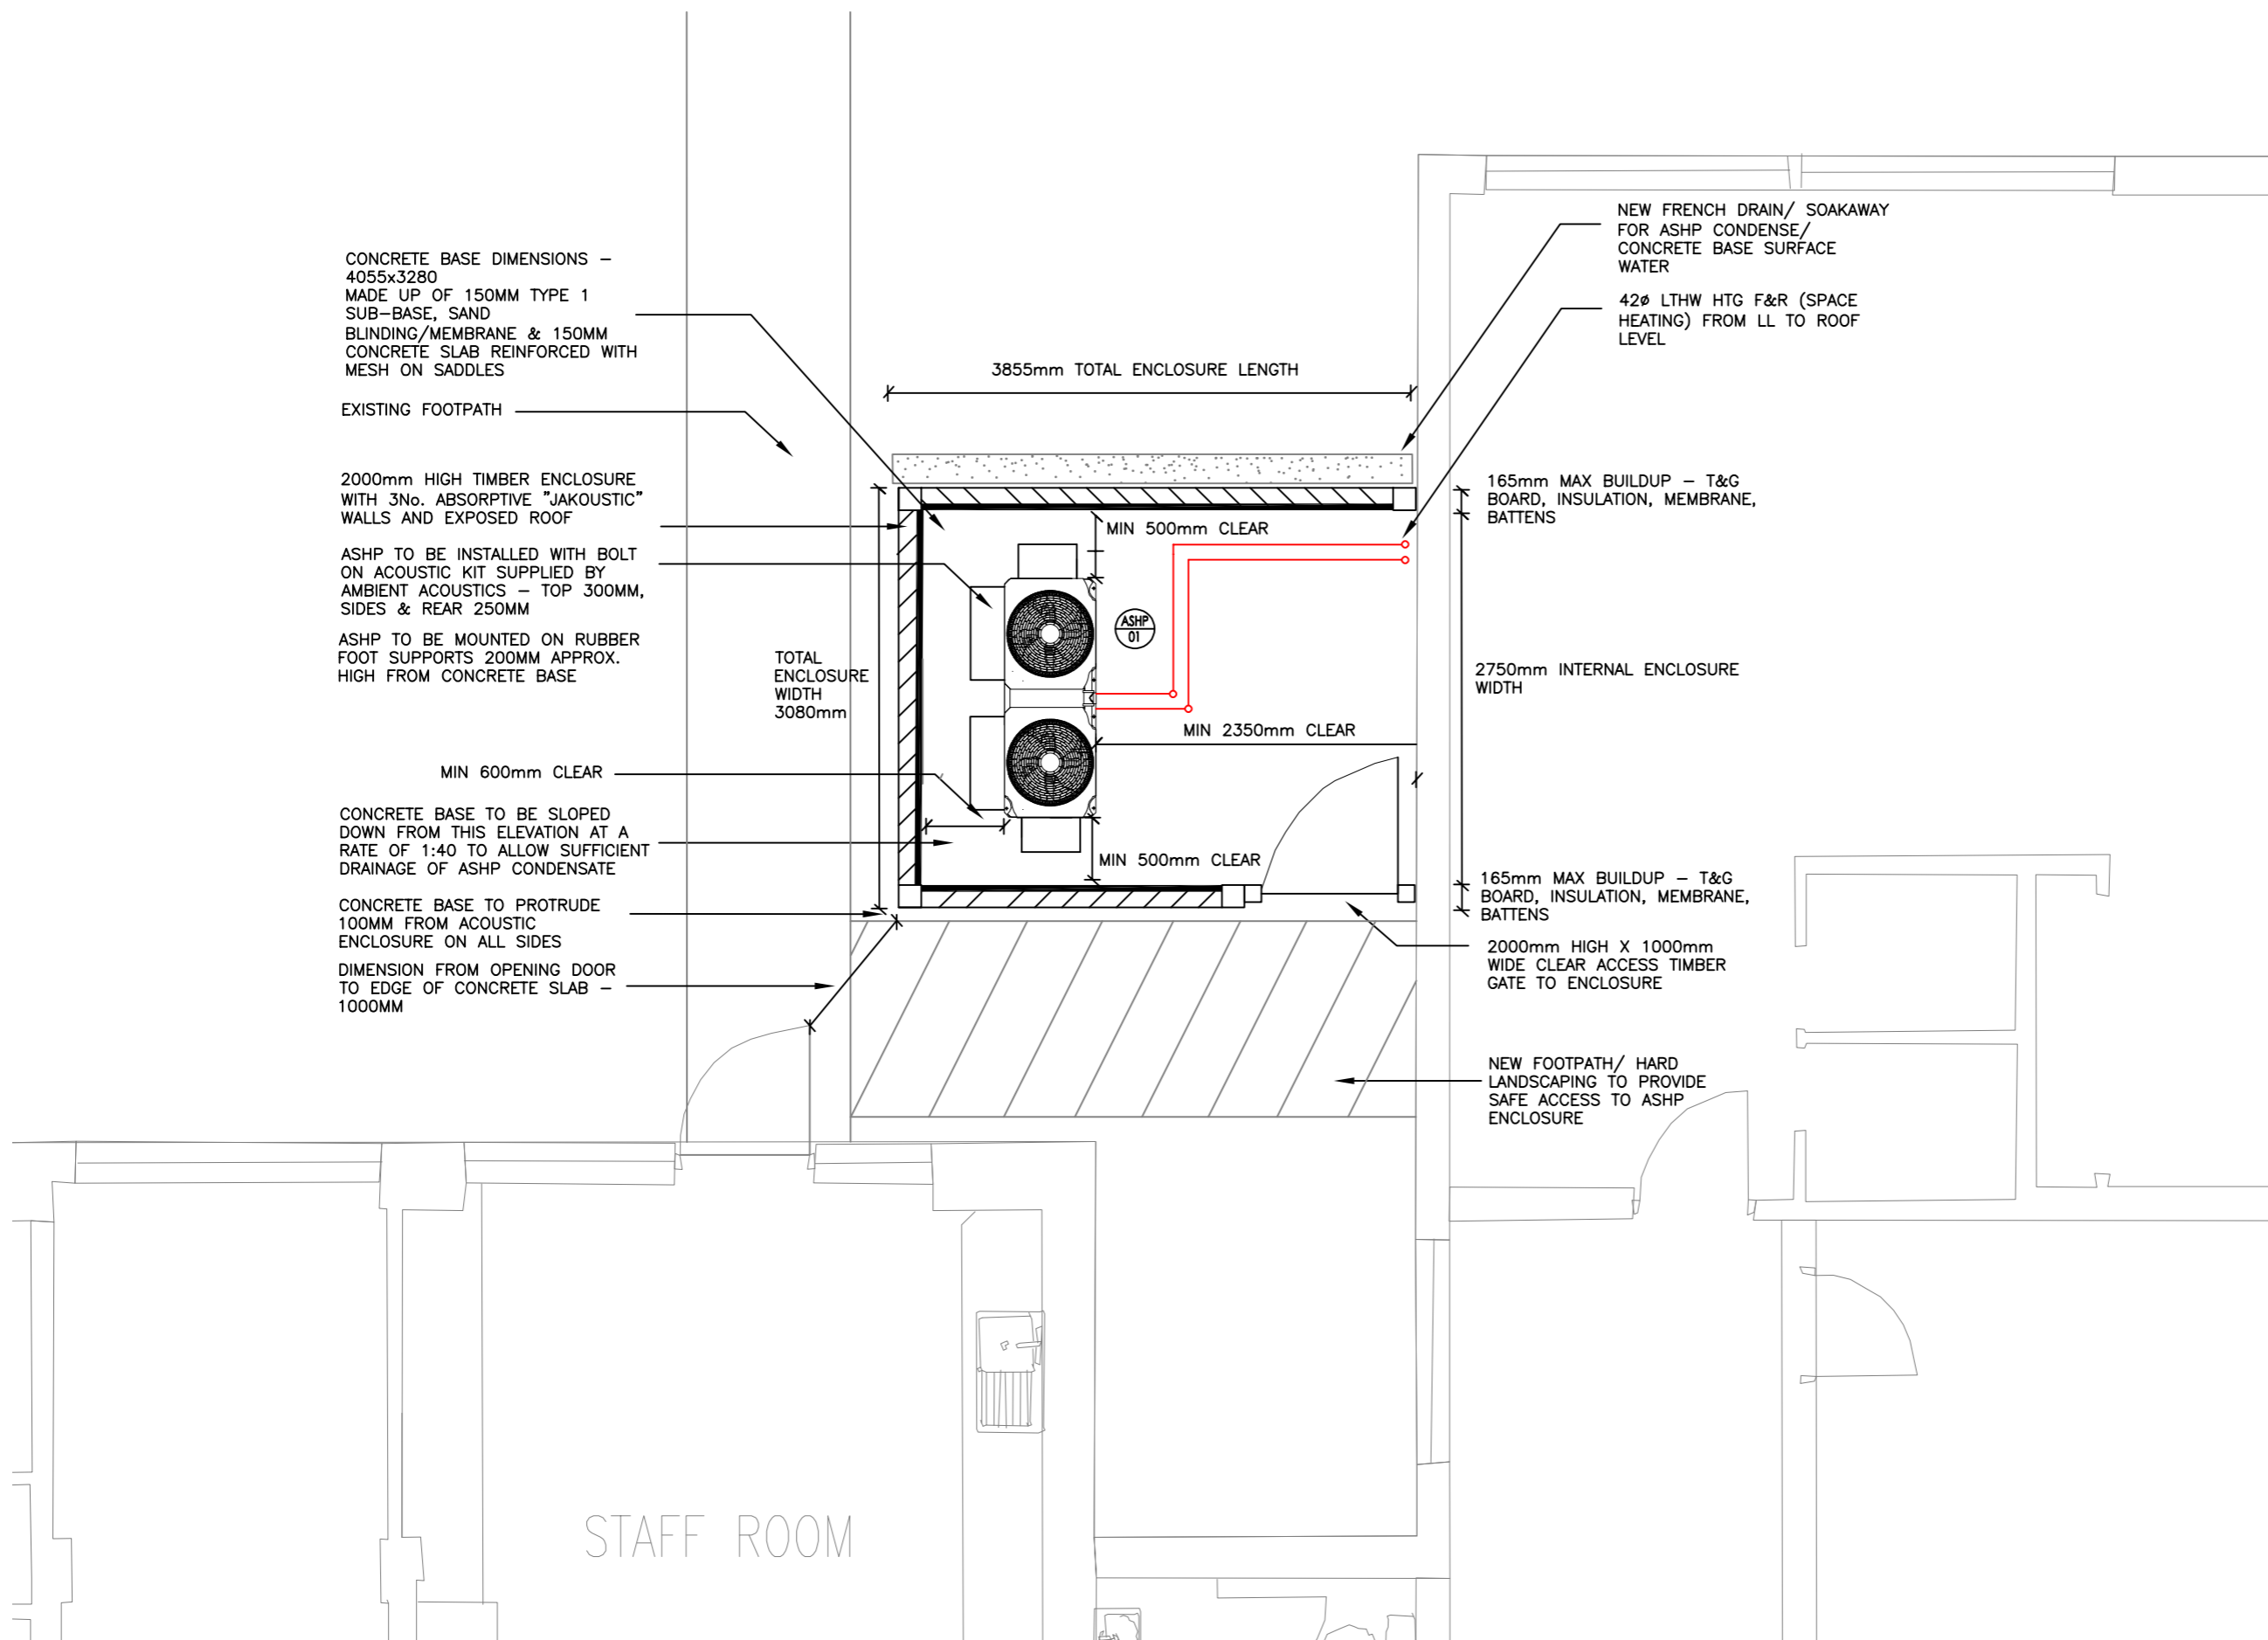 CONCRETE BASE DIMENSIONS –
4055x3280
MADE UP OF 150MM TYPE 1
SUB-BASE, SAND
BLINDING/MEMBRANE & 150MM
CONCRETE SLAB REINFORCED WITH
MESH ON SADDLES
EXISTING FOOTPATH
2000mm HIGH TIMBER ENCLOSURE
WITH 3No. ABSORPTIVE "JAKOUSTIC"
WALLS AND EXPOSED ROOF
ASHP TO BE INSTALLED WITH BOLT
ON ACOUSTIC KIT SUPPLIED BY
AMBIENT ACOUSTICS – TOP 300MM,
SIDES & REAR 250MM
ASHP TO BE MOUNTED ON RUBBER
FOOT SUPPORTS 200MM APPROX.
HIGH FROM CONCRETE BASE
TOTAL
ENCLOSURE
WIDTH
3080mm
MIN 600mm CLEAR
CONCRETE BASE TO BE SLOPED
DOWN FROM THIS ELEVATION AT A
RATE OF 1:40 TO ALLOW SUFFICIENT
DRAINAGE OF ASHP CONDENSATE
CONCRETE BASE TO PROTRUDE
100MM FROM ACOUSTIC
ENCLOSURE ON ALL SIDES
DIMENSION FROM OPENING DOOR
TO EDGE OF CONCRETE SLAB –
1000MM
3855mm TOTAL ENCLOSURE LENGTH
MIN 500mm CLEAR
ASHP
01
MIN 2350mm CLEAR
MIN 500mm CLEAR
NEW FRENCH DRAIN/ SOAKAWAY
FOR ASHP CONDENSE/
CONCRETE BASE SURFACE
WATER
42ø LTHW HTG F&R (SPACE
HEATING) FROM LL TO ROOF
LEVEL
165mm MAX BUILDUP – T&G
BOARD, INSULATION, MEMBRANE,
BATTENS
2750mm INTERNAL ENCLOSURE
WIDTH
165mm MAX BUILDUP – T&G
BOARD, INSULATION, MEMBRANE,
BATTENS
2000mm HIGH X 1000mm
WIDE CLEAR ACCESS TIMBER
GATE TO ENCLOSURE
NEW FOOTPATH/ HARD
LANDSCAPING TO PROVIDE
SAFE ACCESS TO ASHP
ENCLOSURE
STAFF ROOM